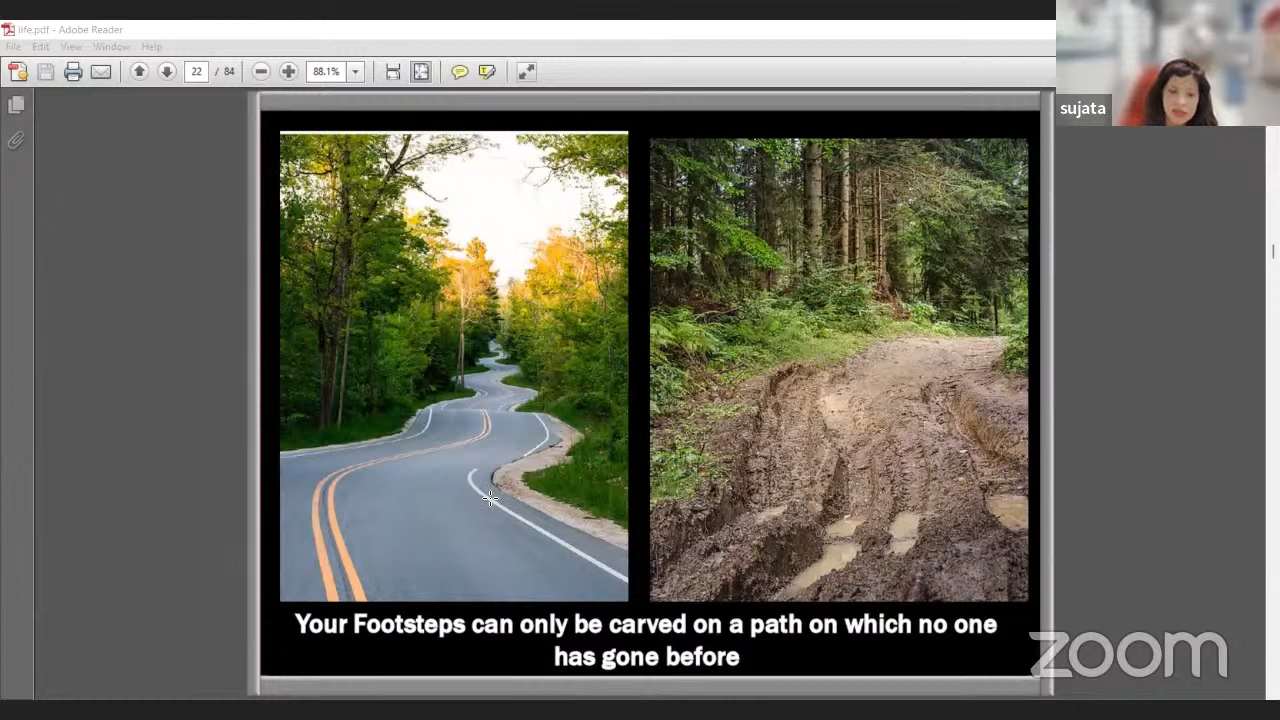 life.pdf - Adobe Reader
File Edit View Window Help
22 / 84 88.1%
sujata
Your Footsteps can only be carved on a path on which no one
has gone before
zoom